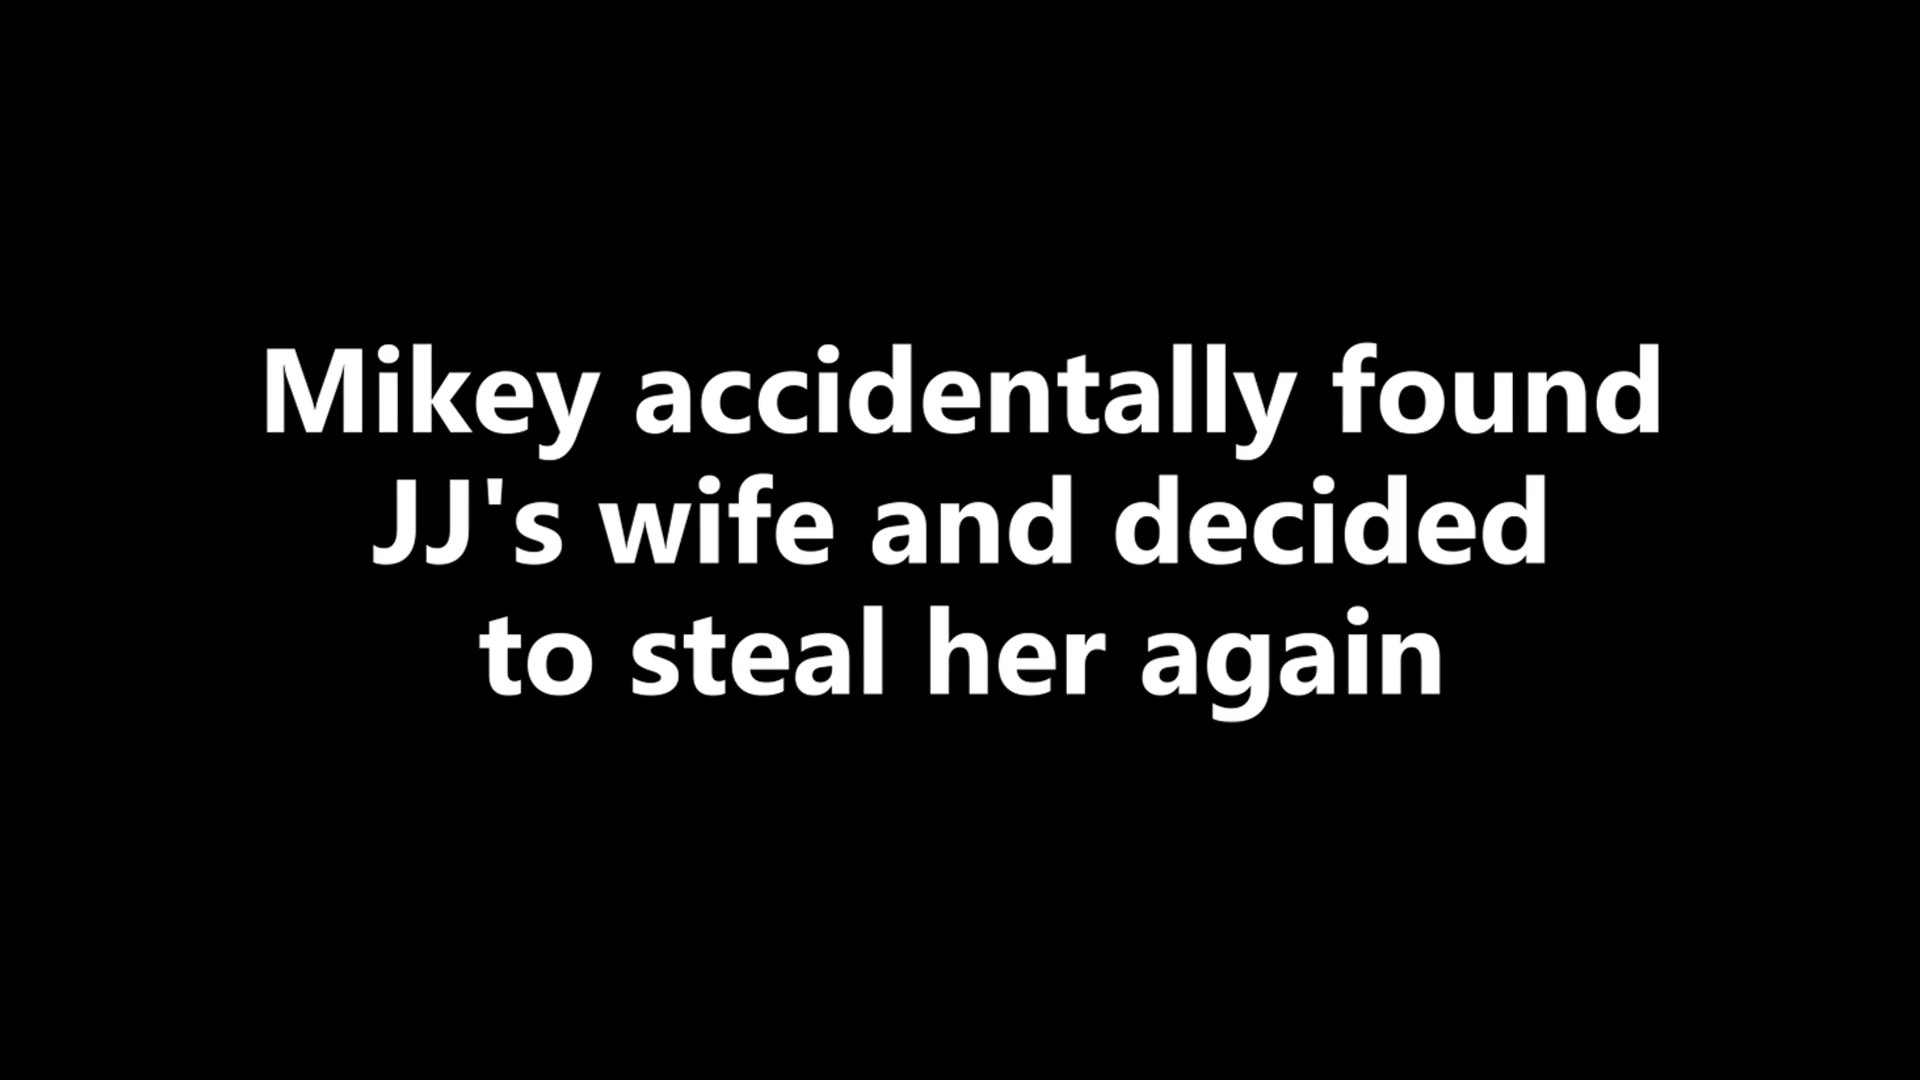 Mikey accidentally found
JJ's wife and decided
to steal her again